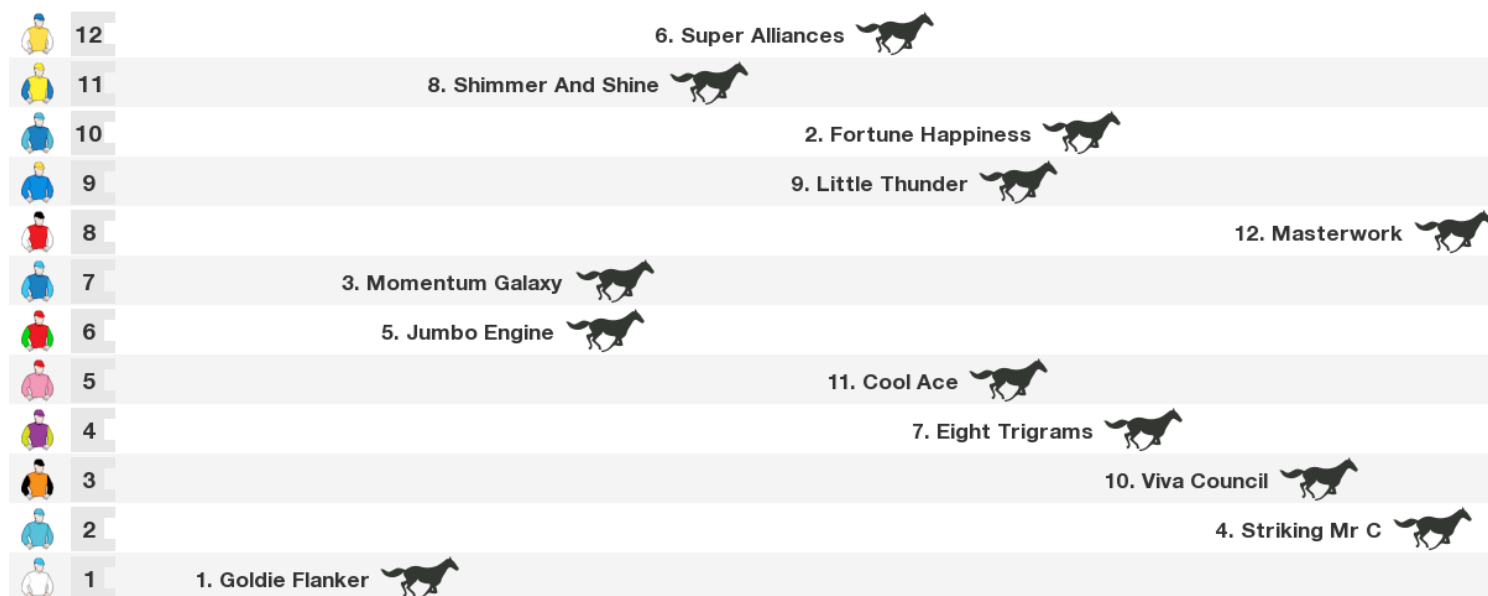 12 6. Super Alliances
11 8. Shimmer And Shine
10 2. Fortune Happiness
9 9. Little Thunder
8 12. Masterwork
7 3. Momentum Galaxy
6 5. Jumbo Engine
5 11. Cool Ace
4 7. Eight Trigrams
3 10. Viva Council
2 4. Striking Mr C
1 1. Goldie Flanker